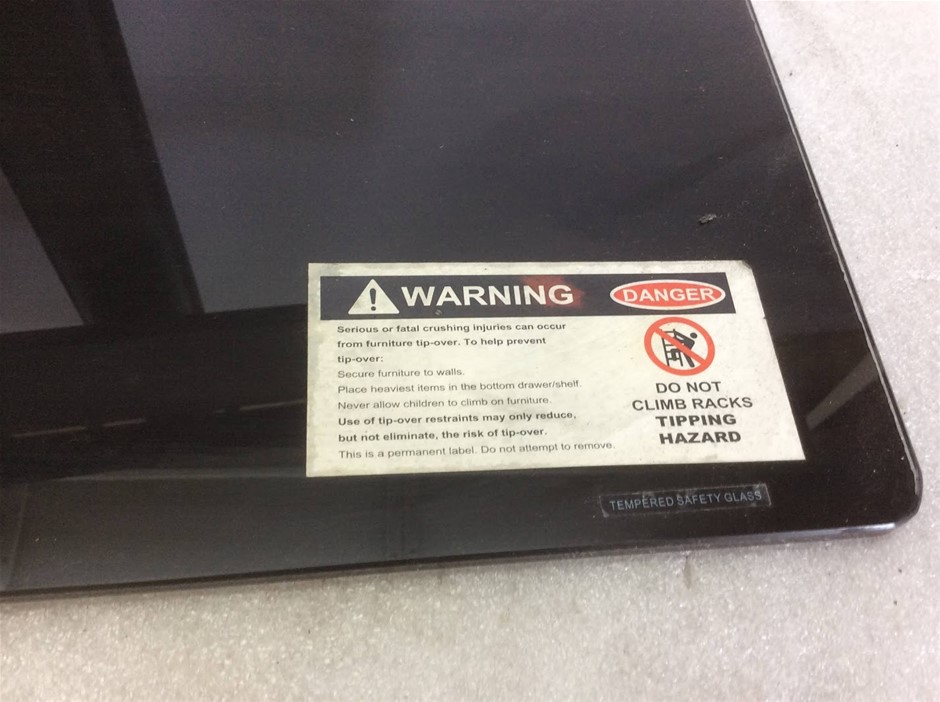 WARNING
DANGER
Serious or fatal crushing injuries can occur
from furniture tip-over. To help prevent
tip-over:
Secure furniture to walls.
Place heaviest items in the bottom drawer/shelf.
Never allow children to climb on furniture.
Use of tip-over restraints may only reduce,
but not eliminate, the risk of tip-over.
This is a permanent label. Do not attempt to remove.
DO NOT
CLIMB RACKS
TIPPING
HAZARD
TEMPERED SAFETY GLASS